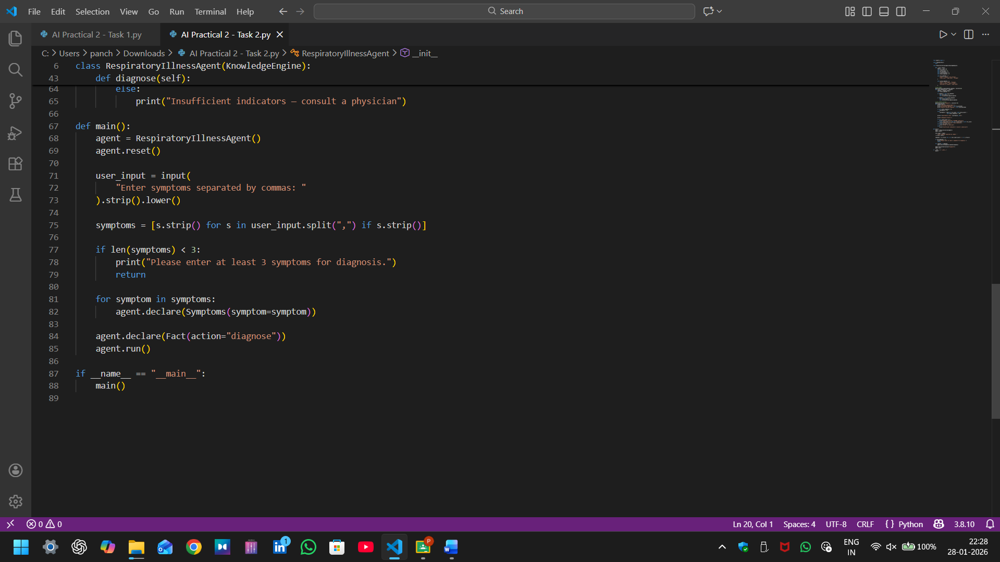 File Edit Selection View Go Run Terminal Help
Search
AI Practical 2 - Task 1.py
AI Practical 2 - Task 2.py
C: > Users > panch > Downloads > AI Practical 2 - Task 2.py > RespiratoryIllnessAgent > __init__
6 class RespiratoryIllnessAgent(KnowledgeEngine):
43 def diagnose(self):
64 else:
65 print("Insufficient indicators — consult a physician")
66
67 def main():
68 agent = RespiratoryIllnessAgent()
69 agent.reset()
70
71 user_input = input(
72 "Enter symptoms separated by commas: "
73 ).strip().lower()
74
75 symptoms = [s.strip() for s in user_input.split(",") if s.strip()]
76
77 if len(symptoms) < 3:
78 print("Please enter at least 3 symptoms for diagnosis.")
79 return
80
81 for symptom in symptoms:
82 agent.declare(Symptoms(symptom=symptom))
83
84 agent.declare(Fact(action="diagnose"))
85 agent.run()
86
87 if __name__ == "__main__":
88 main()
89
0 0
Ln 20, Col 1 Spaces: 4 UTF-8 CRLF { } Python 3.8.10
1
P
ENG
IN
100%
22:28
28-01-2026